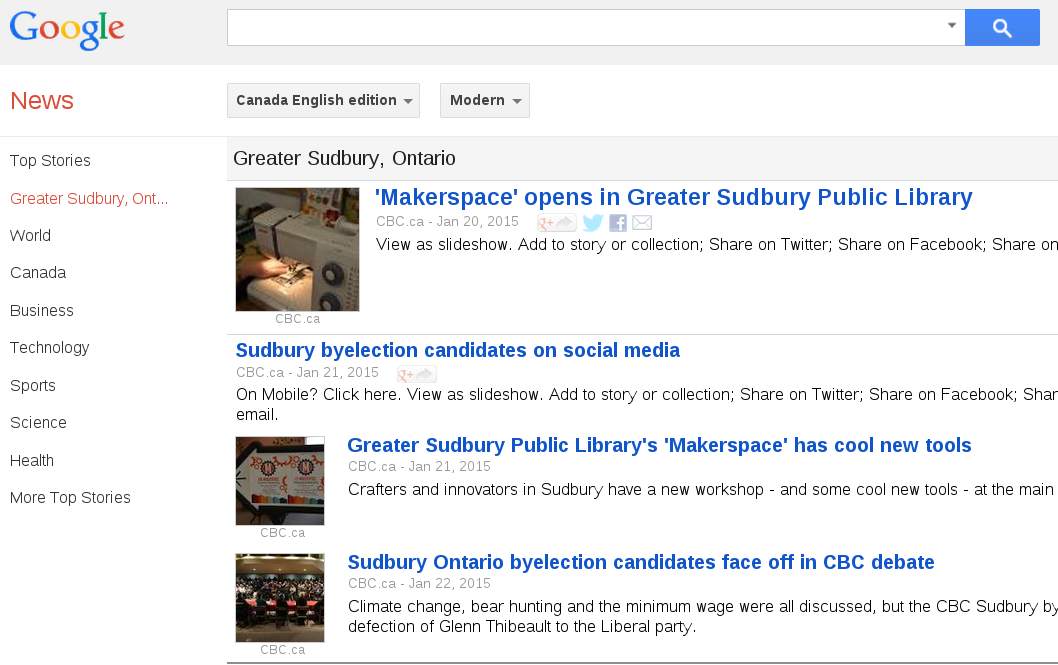 Google
News
Canada English edition
Modern
Top Stories
Greater Sudbury, Ont...
World
Canada
Business
Technology
Sports
Science
Health
More Top Stories
Greater Sudbury, Ontario
'Makerspace' opens in Greater Sudbury Public Library
CBC.ca - Jan 20, 2015
View as slideshow. Add to story or collection; Share on Twitter; Share on Facebook; Share on
CBC.ca
Sudbury byelection candidates on social media
CBC.ca - Jan 21, 2015
On Mobile? Click here. View as slideshow. Add to story or collection; Share on Twitter; Share on Facebook; Shar
email.
Greater Sudbury Public Library's 'Makerspace' has cool new tools
CBC.ca - Jan 21, 2015
Crafters and innovators in Sudbury have a new workshop - and some cool new tools - at the main
CBC.ca
Sudbury Ontario byelection candidates face off in CBC debate
CBC.ca - Jan 22, 2015
Climate change, bear hunting and the minimum wage were all discussed, but the CBC Sudbury by
defection of Glenn Thibeault to the Liberal party.
CBC.ca